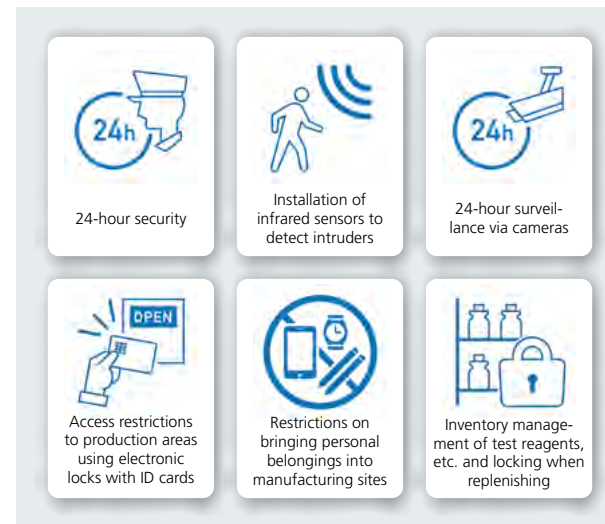 24h
24-hour security
Installation of
infrared sensors to
detect intruders
24h
24-hour surveil-
lance via cameras
OPEN
Access restrictions
to production areas
using electronic
locks with ID cards
Restrictions on
bringing personal
belongings into
manufacturing sites
Inventory manage-
ment of test reagents,
etc. and locking when
replenishing